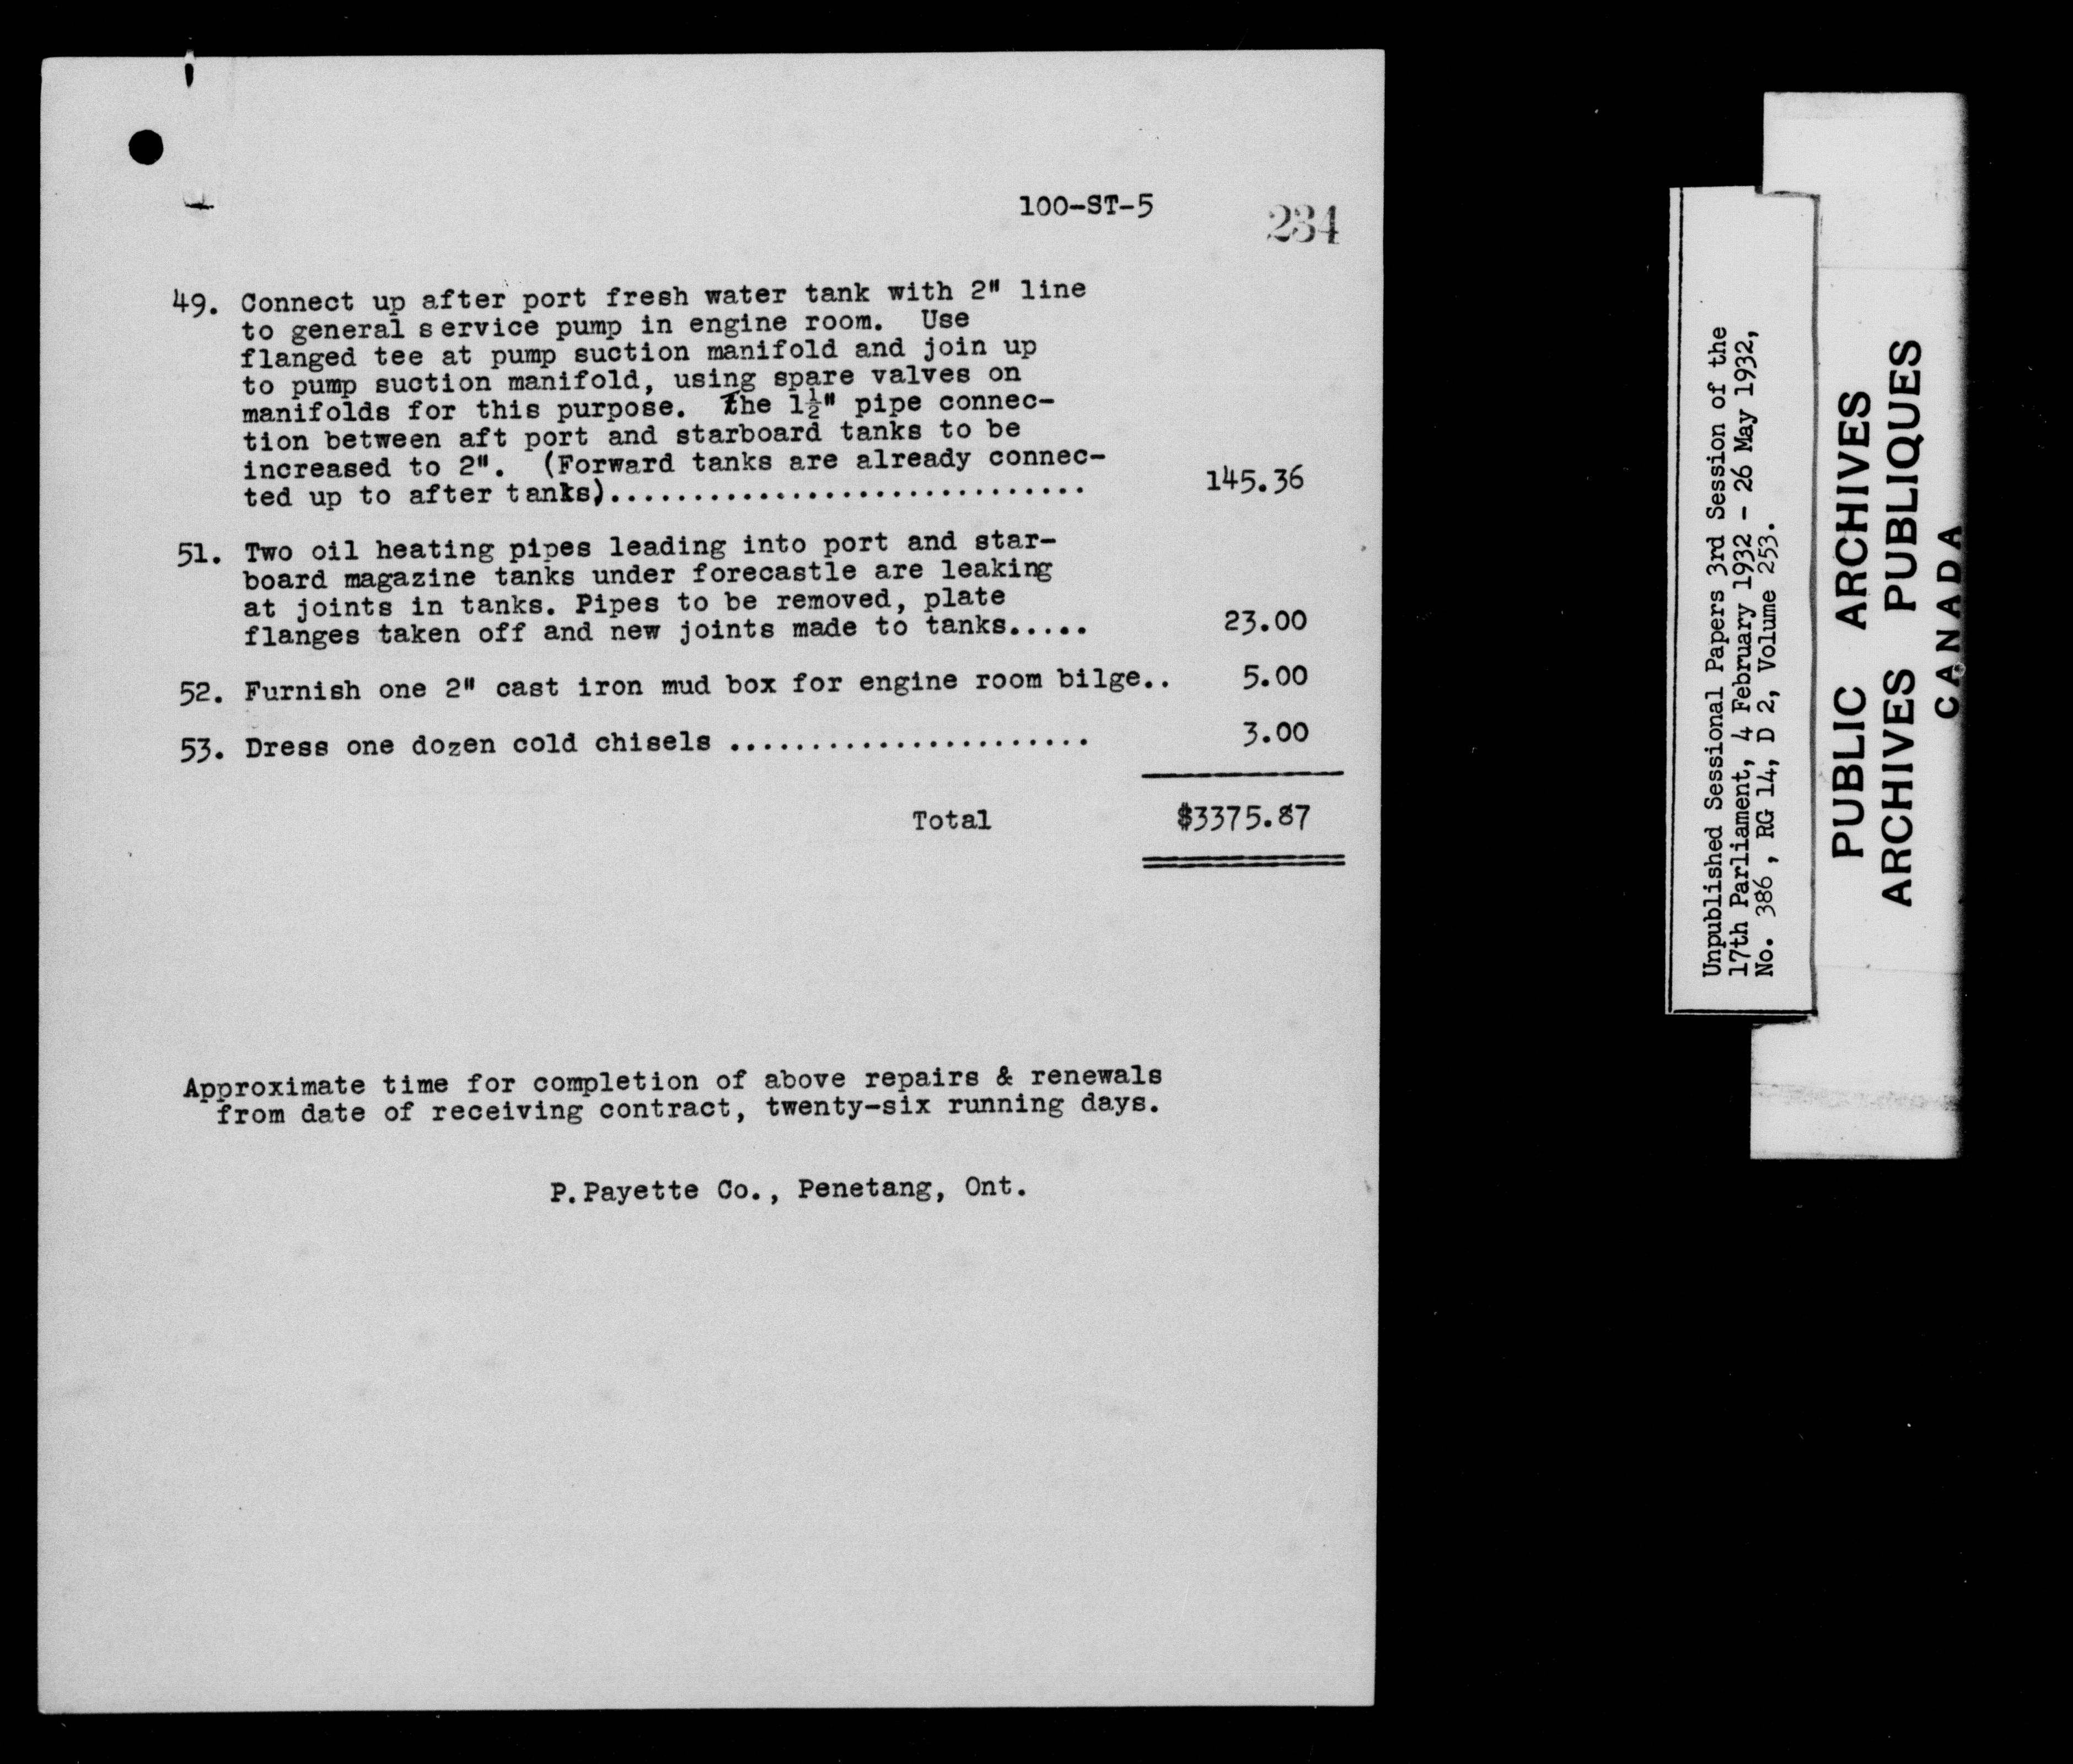 100-ST-5
234
49. Connect up after port fresh water tank with 2" line
to general service pump in engine room. Use
flanged tee at pump suction manifold and join up
to pump suction manifold, using spare valves on
manifolds for this purpose. The 1½" pipe connec-
tion between aft port and starboard tanks to be
increased to 2". (Forward tanks are already connec-
ted up to after tanks)............................. 145.36
51. Two oil heating pipes leading into port and star-
board magazine tanks under forecastle are leaking
at joints in tanks. Pipes to be removed, plate
flanges taken off and new joints made to tanks..... 23.00
52. Furnish one 2" cast iron mud box for engine room bilge.. 5.00
53. Dress one dozen cold chisels ...................... 3.00
Total $3375.87
Approximate time for completion of above repairs & renewals
from date of receiving contract, twenty-six running days.
P.Payette Co., Penetang, Ont.
Unpublished Sessional Papers 3rd Session of the
17th Parliament, 4 February 1932 - 26 May 1932,
No. 386 , RG 14, D 2, Volume 253.
PUBLIC ARCHIVES
ARCHIVES PUBLIQUES
CANADA